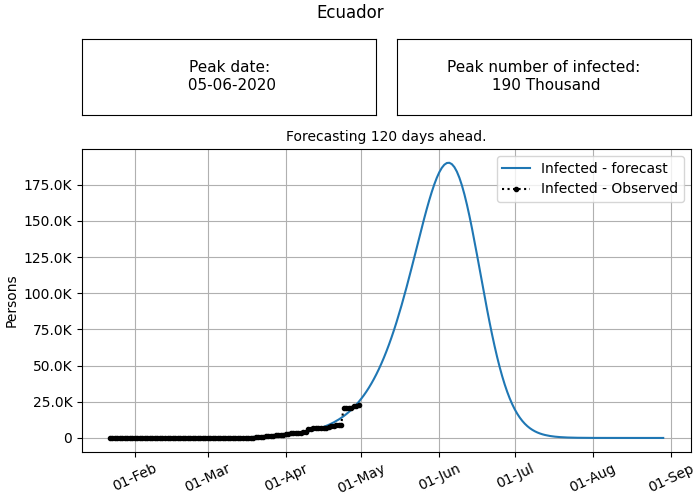 Ecuador
Peak date:
05-06-2020
Peak number of infected:
190 Thousand
Forecasting 120 days ahead.
Infected - forecast
Infected - Observed
Persons
175.0K
150.0K
125.0K
100.0K
75.0K
50.0K
25.0K
0
01-Feb
01-Mar
01-Apr
01-May
01-Jun
01-Jul
01-Aug
01-Sep